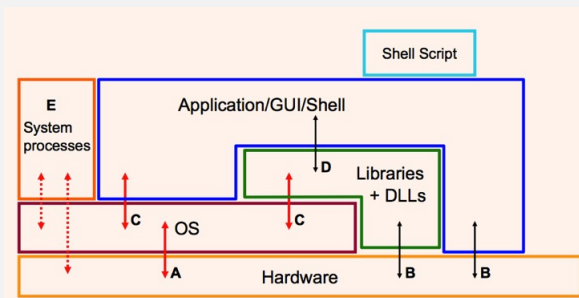 Shell Script
E
System
processes
Application/GUI/Shell
D
Libraries
+ DLLs
C
OS
C
A
B
B
Hardware